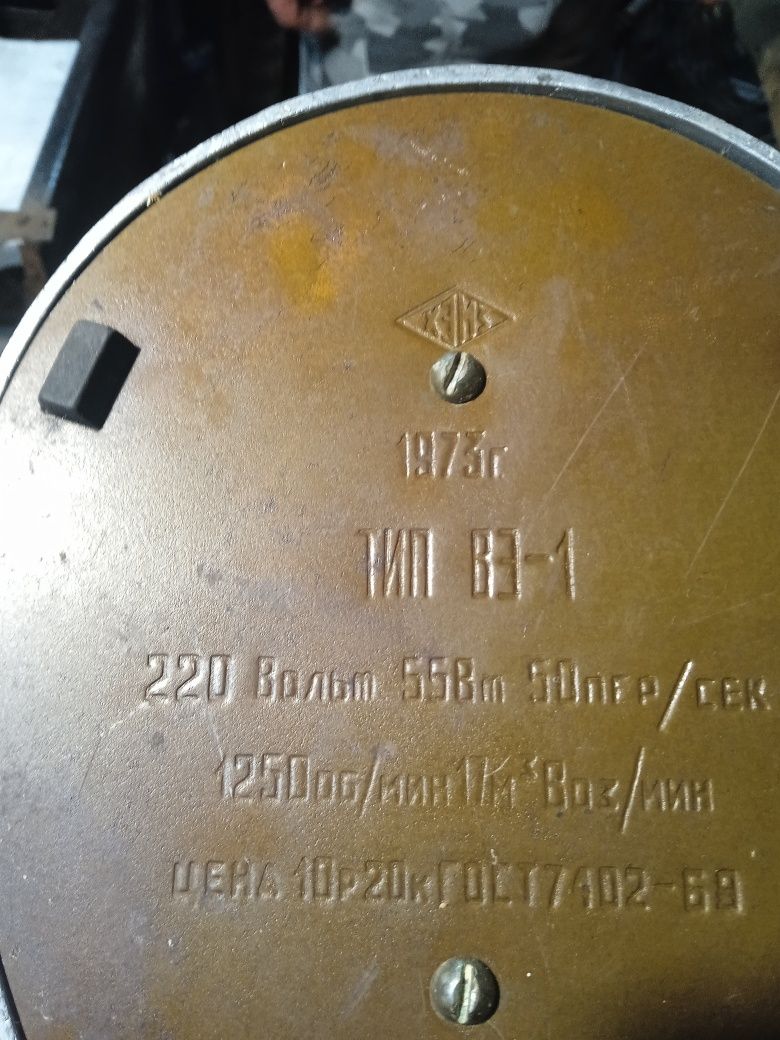 ХЭМЗ
1973г.
ТИП ВЭ-1
220 Вольт 55Вт 50пер/сек
1250об/мин 17м³Воз/мин
ЦЕНА 10р20к ГОСТ7402-69